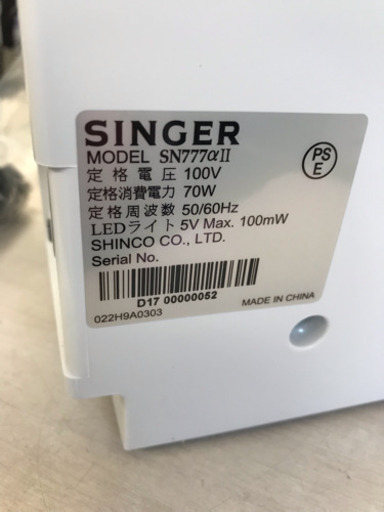 SINGER
MODEL SN777αII
定格電圧 100V
定格消費電力 70W
定格周波数 50/60Hz
LEDライト 5V Max. 100mW
SHINCO CO., LTD.
Serial No.
D17 00000052
022H9A0303
MADE IN CHINA
PS
E